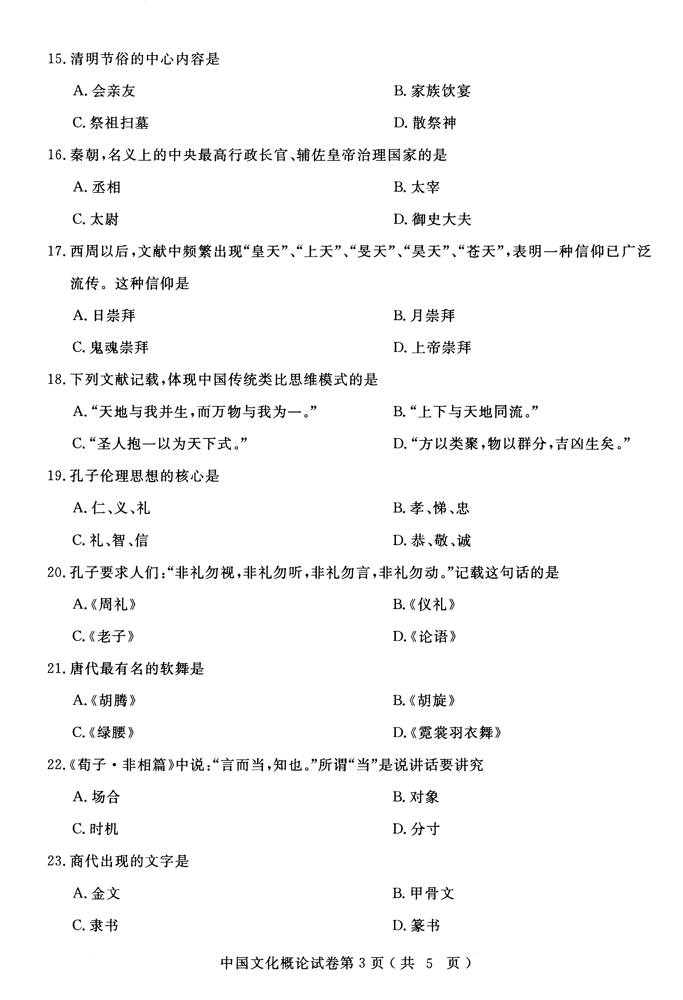 15. 清明节俗的中心内容是
A. 会亲友 B. 家族饮宴
C. 祭祖扫墓 D. 散祭神
16. 秦朝,名义上的中央最高行政长官、辅佐皇帝治理国家的是
A. 丞相 B. 太宰
C. 太尉 D. 御史大夫
17. 西周以后,文献中频繁出现“皇天”、“上天”、“旻天”、“昊天”、“苍天”,表明一种信仰已广泛
流传。这种信仰是
A. 日崇拜 B. 月崇拜
C. 鬼魂崇拜 D. 上帝崇拜
18. 下列文献记载,体现中国传统类比思维模式的是
A. “天地与我并生,而万物与我为一。” B. “上下与天地同流。”
C. “圣人抱一以为天下式。” D. “方以类聚,物以群分,吉凶生矣。”
19. 孔子伦理思想的核心是
A. 仁、义、礼 B. 孝、悌、忠
C. 礼、智、信 D. 恭、敬、诚
20. 孔子要求人们:“非礼勿视,非礼勿听,非礼勿言,非礼勿动。”记载这句话的是
A.《周礼》 B.《仪礼》
C.《老子》 D.《论语》
21. 唐代最有名的软舞是
A.《胡腾》 B.《胡旋》
C.《绿腰》 D.《霓裳羽衣舞》
22.《荀子·非相篇》中说:“言而当,知也。”所谓“当”是说讲话要讲究
A. 场合 B. 对象
C. 时机 D. 分寸
23. 商代出现的文字是
A. 金文 B. 甲骨文
C. 隶书 D. 篆书
中国文化概论试卷第3页(共 5 页)